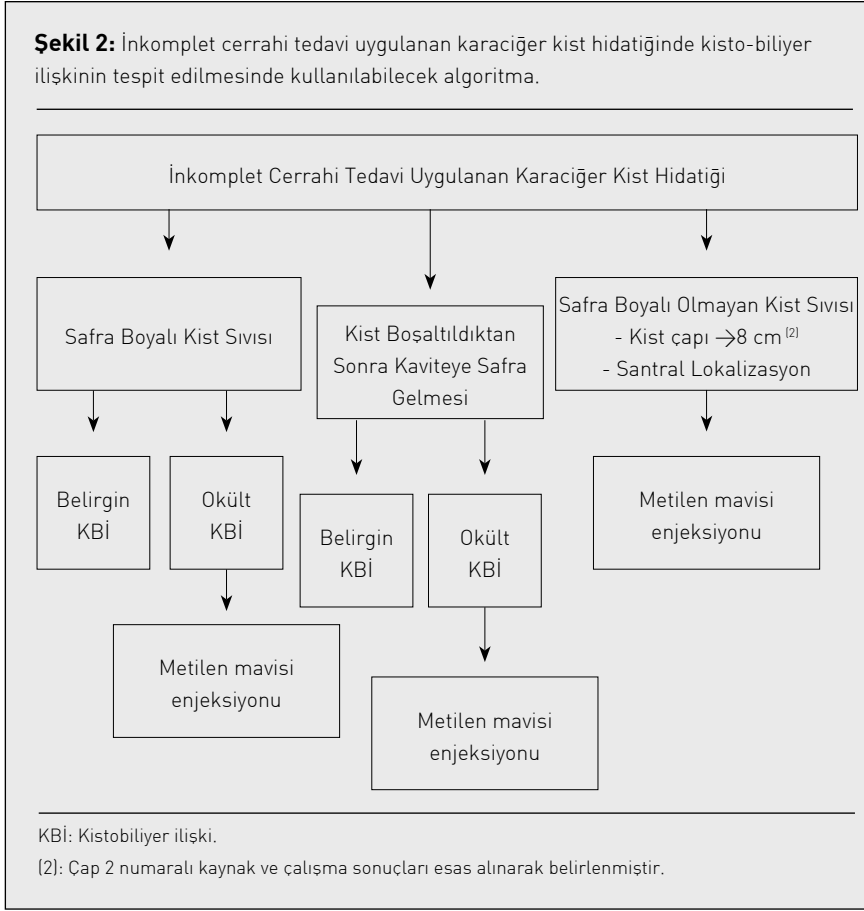 Şekil 2: İnkomplet cerrahi tedavi uygulanan karaciğer kist hidatiğinde kisto-biliyer
ilişkinin tespit edilmesinde kullanılabilecek algoritma.
İnkomplet Cerrahi Tedavi Uygulanan Karaciğer Kist Hidatiği
Safra Boyalı Kist Sıvısı
Kist Boşaltıldıktan
Sonra Kaviteye Safra
Gelmesi
Safra Boyalı Olmayan Kist Sıvısı
- Kist çapı →8 cm (2)
- Santral Lokalizasyon
Belirgin
KBİ
Okült
KBİ
Belirgin
KBİ
Okült
KBİ
Metilen mavisi
enjeksiyonu
Metilen mavisi
enjeksiyonu
Metilen mavisi
enjeksiyonu
KBİ: Kistobiliyer ilişki.
(2): Çap 2 numaralı kaynak ve çalışma sonuçları esas alınarak belirlenmiştir.